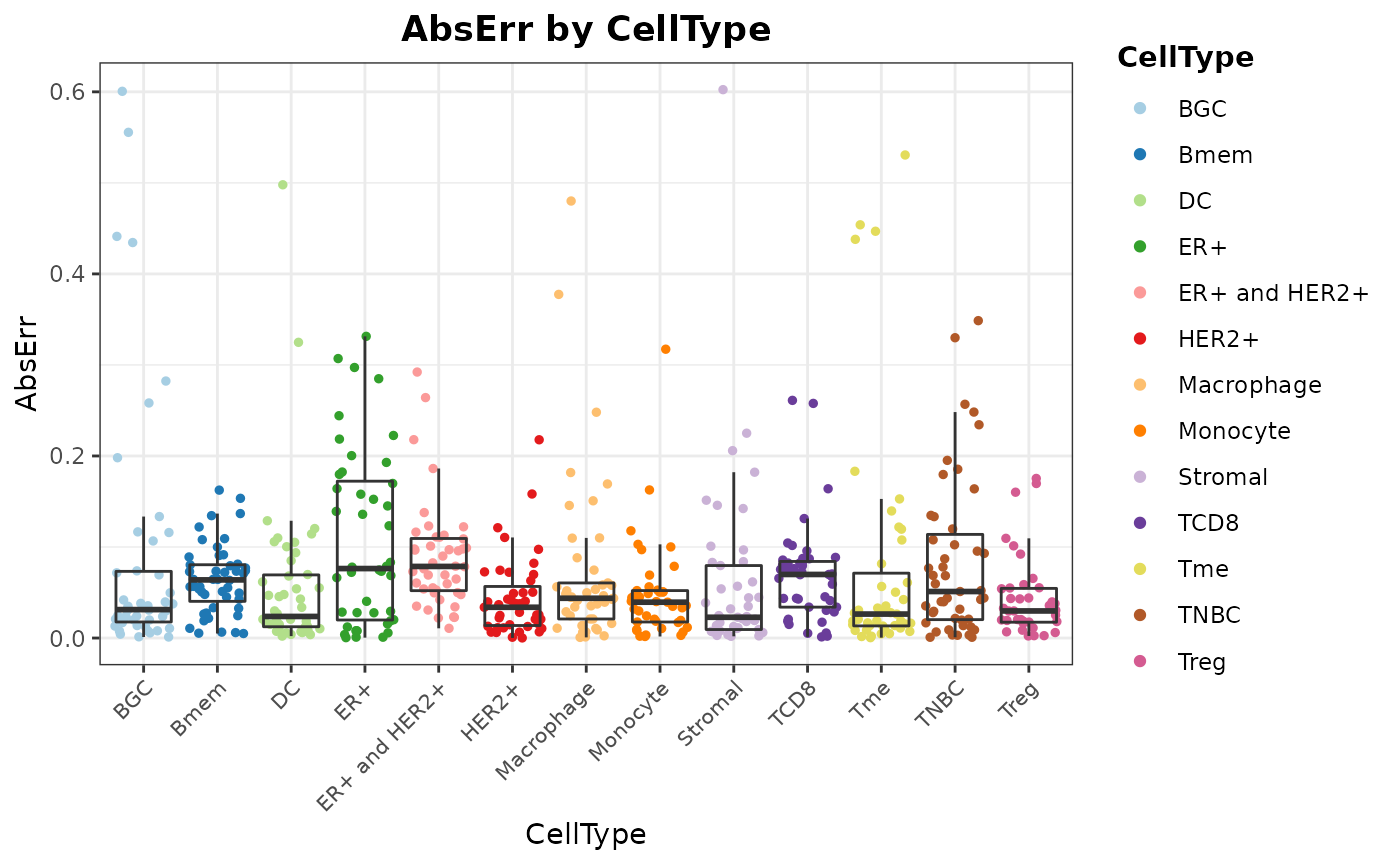 AbsErr by CellType
AbsErr
0.6
0.4
0.2
0.0
BGC
Bmem
DC
ER+
ER+ and HER2+
HER2+
Macrophage
Monocyte
Stromal
TCD8
Tme
TNBC
Treg
CellType
CellType
BGC
Bmem
DC
ER+
ER+ and HER2+
HER2+
Macrophage
Monocyte
Stromal
TCD8
Tme
TNBC
Treg